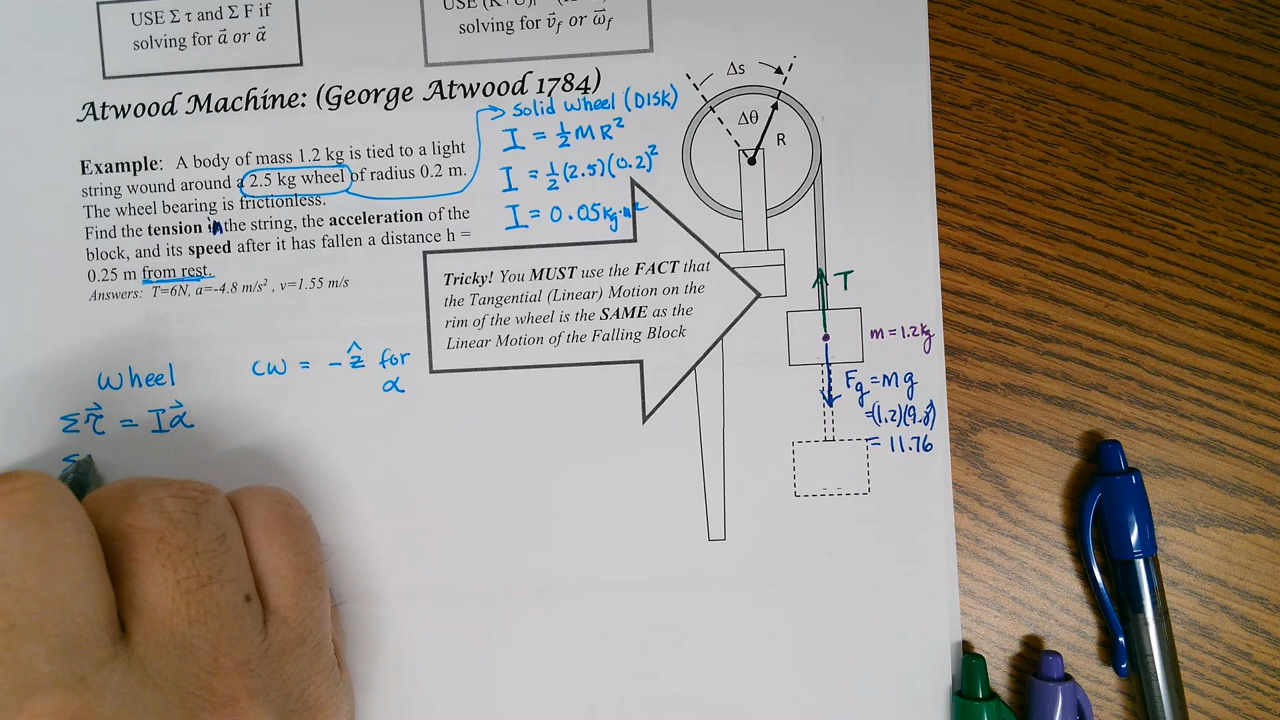 USE Σ τ and Σ F if
solving for a⃗ or α⃗
USE (K+U)
solving for v⃗f or ω⃗f
Atwood Machine: (George Atwood 1784)
Example: A body of mass 1.2 kg is tied to a light
string wound around a 2.5 kg wheel of radius 0.2 m.
The wheel bearing is frictionless.
Find the tension in the string, the acceleration of the
block, and its speed after it has fallen a distance h =
0.25 m from rest.
Answers: T=6N, a=-4.8 m/s², v=1.55 m/s
Solid Wheel (DISK)
I = ½MR²
I = ½(2.5)(0.2)²
I = 0.05 kg·m²
Tricky! You MUST use the FACT that
the Tangential (Linear) Motion on the
rim of the wheel is the SAME as the
Linear Motion of the Falling Block
Δs
Δθ
R
T
m = 1.2kg
Fg = mg
=(1.2)(9.8)
= 11.76
Wheel
Στ⃗ = Iα⃗
Σ
CW = -ẑ for
α